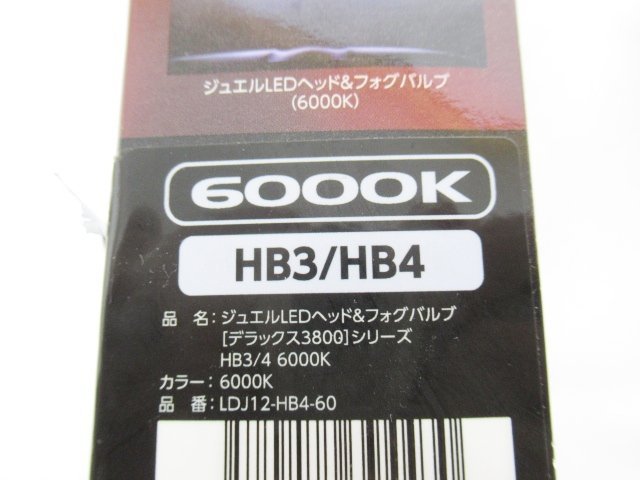 ジュエルLEDヘッド&フォグバルブ
(6000K)
6000K
HB3/HB4
品 名：ジュエルLEDヘッド&フォグバルブ
[デラックス3800]シリーズ
HB3/4 6000K
カラー：6000K
品 番：LDJ12-HB4-60